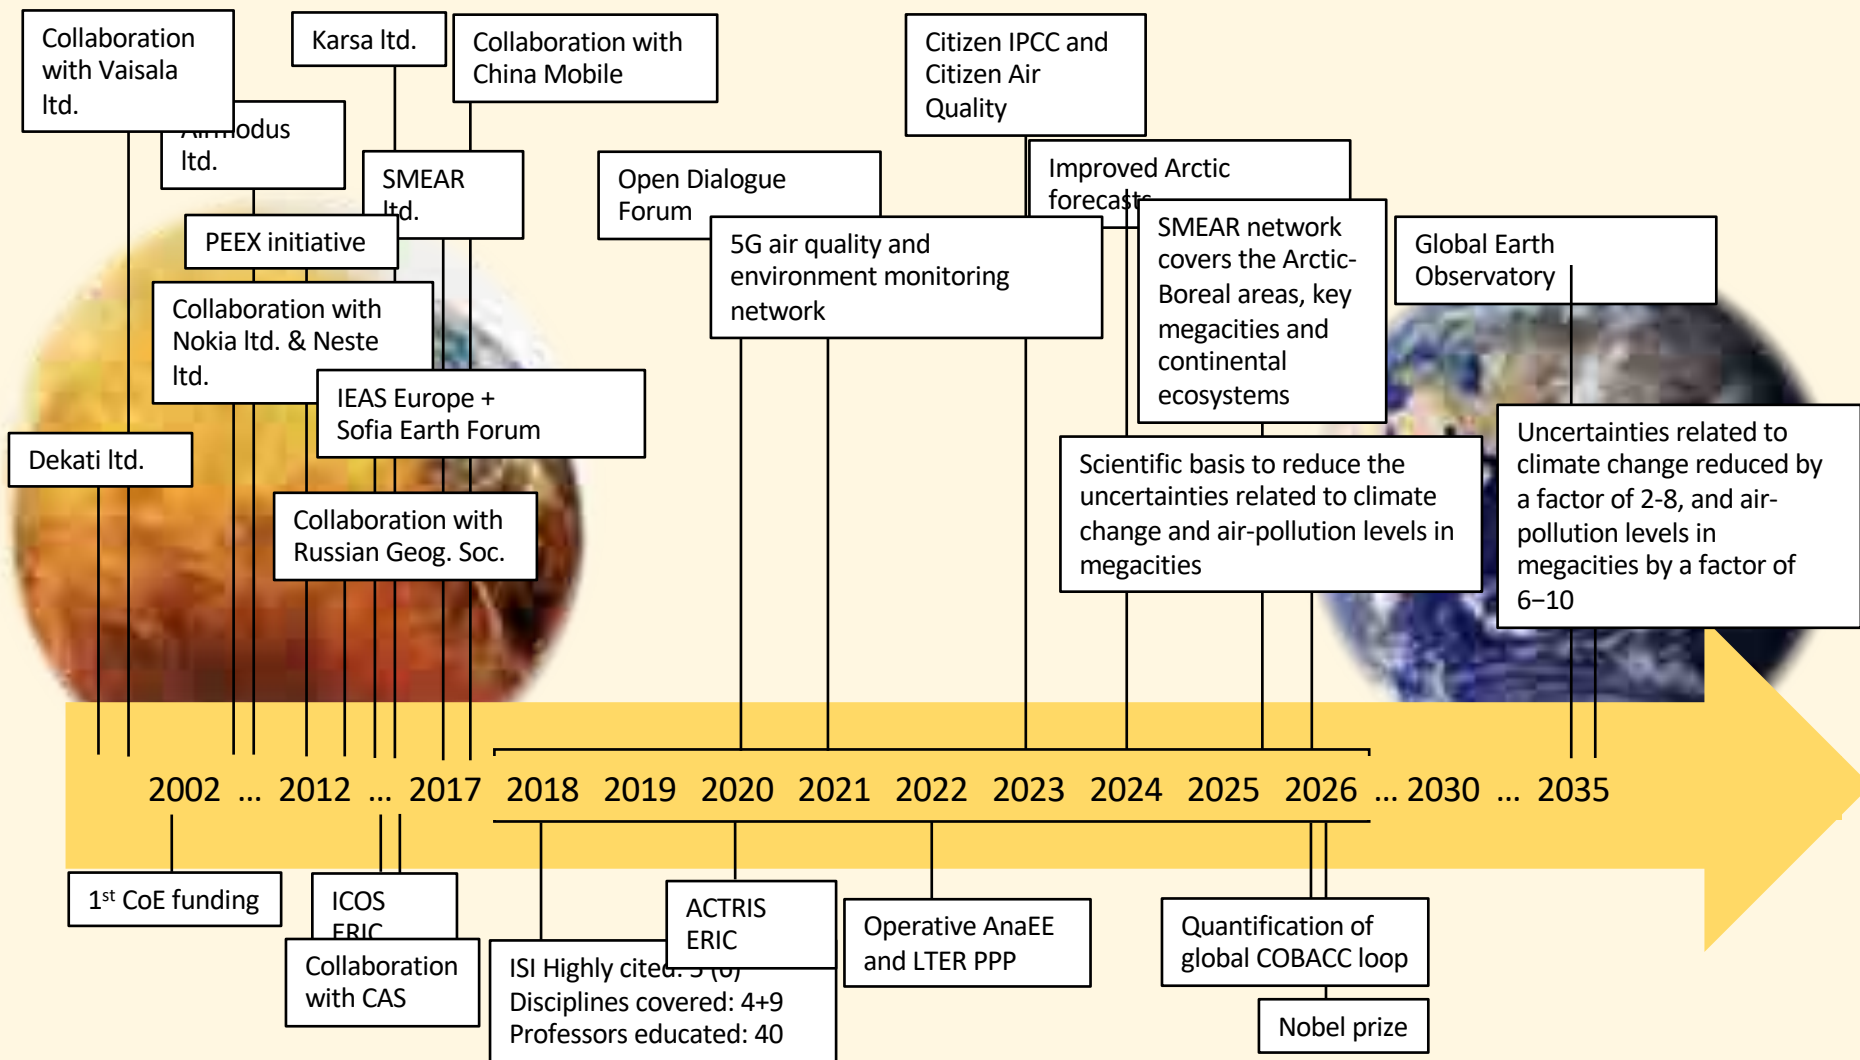 Collaboration
with Vaisala
ltd.
Karsa ltd.
Collaboration with
China Mobile
Citizen IPCC and
Citizen Air
Quality
Airmodus
ltd.
SMEAR
ltd.
Open Dialogue
Forum
Improved Arctic
forecasts
PEEX initiative
5G air quality and
environment monitoring
network
SMEAR network
covers the Arctic-
Boreal areas, key
megacities and
continental
ecosystems
Global Earth
Observatory
Collaboration with
Nokia ltd. & Neste
ltd.
IEAS Europe +
Sofia Earth Forum
Dekati ltd.
Scientific basis to reduce the
uncertainties related to climate
change and air-pollution levels in
megacities
Uncertainties related to
climate change reduced by
a factor of 2-8, and air-
pollution levels in
megacities by a factor of
6–10
Collaboration with
Russian Geog. Soc.
2002 ... 2012 ... 2017 2018 2019 2020 2021 2022 2023 2024 2025 2026 ... 2030 ... 2035
1st CoE funding
ICOS
ERIC
Collaboration
with CAS
ISI Highly cited: 5 (6)
Disciplines covered: 4+9
Professors educated: 40
ACTRIS
ERIC
Operative AnaEE
and LTER PPP
Quantification of
global COBACC loop
Nobel prize